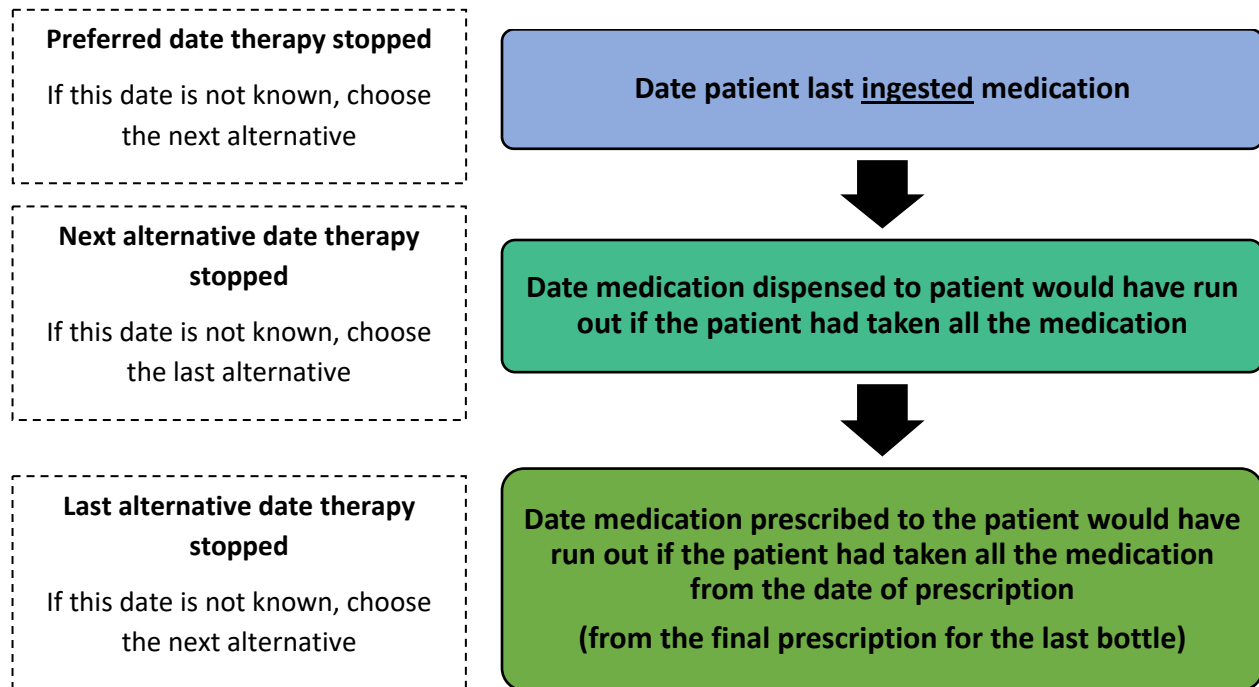 Preferred date therapy stopped
If this date is not known, choose
the next alternative
Date patient last ingested medication
Next alternative date therapy
stopped
If this date is not known, choose
the last alternative
Date medication dispensed to patient would have run
out if the patient had taken all the medication
Last alternative date therapy
stopped
If this date is not known, choose
the next alternative
Date medication prescribed to the patient would have
run out if the patient had taken all the medication
from the date of prescription
(from the final prescription for the last bottle)